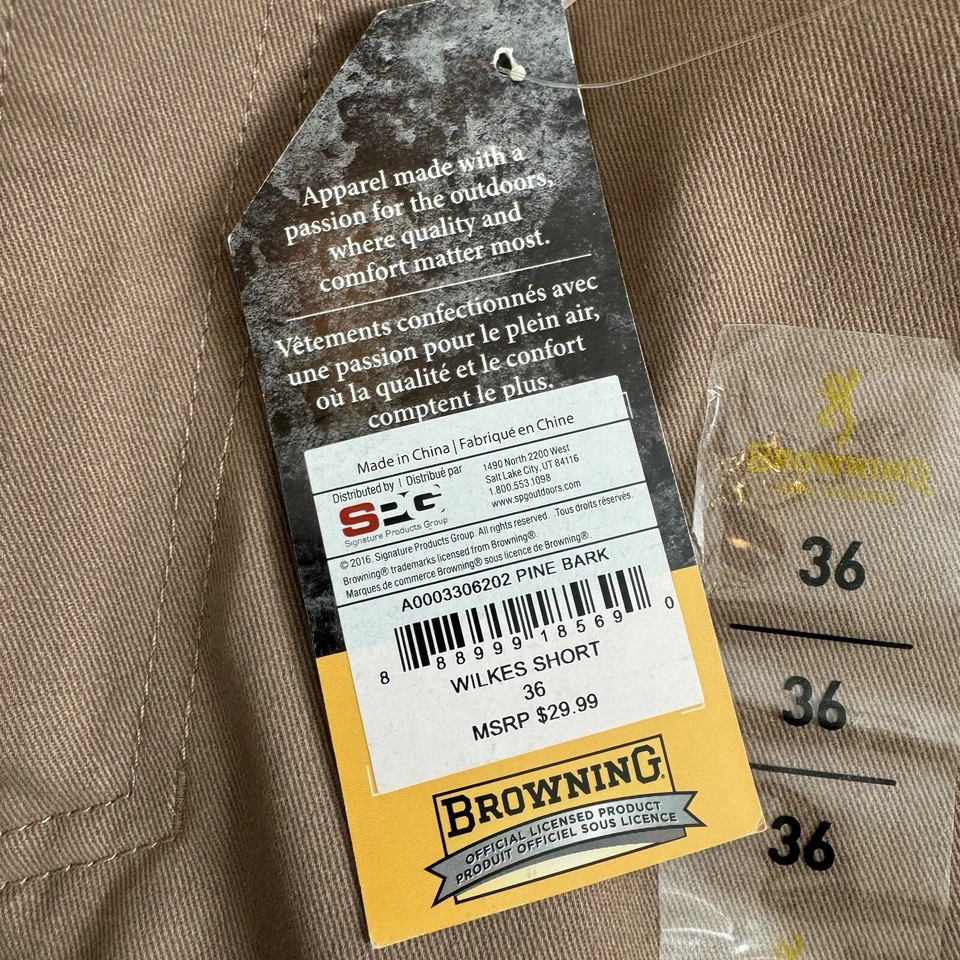 Apparel made with a
passion for the outdoors,
where quality and
comfort matter most.
Vêtements confectionnés avec
une passion pour le plein air,
où la qualité et le confort
comptent le plus.
Made in China | Fabriqué en Chine
Distributed by | Distribué par
SPG
Signature Products Group
1490 North 2200 West
Salt Lake City, UT 84116
1.800.553.1098
www.spgoutdoors.com
© 2016. Signature Products Group. All rights reserved. .Tous droits réservés.
Browning® trademarks licensed from Browning®.
Marques de commerce Browning® sous licence de Browning®.
A0003306202 PINE BARK
8 88999 18569 0
WILKES SHORT
36
MSRP $29.99
BROWNING®
OFFICIAL LICENSED PRODUCT
PRODUIT OFFICIEL SOUS LICENCE
BROWNING
36
36
36